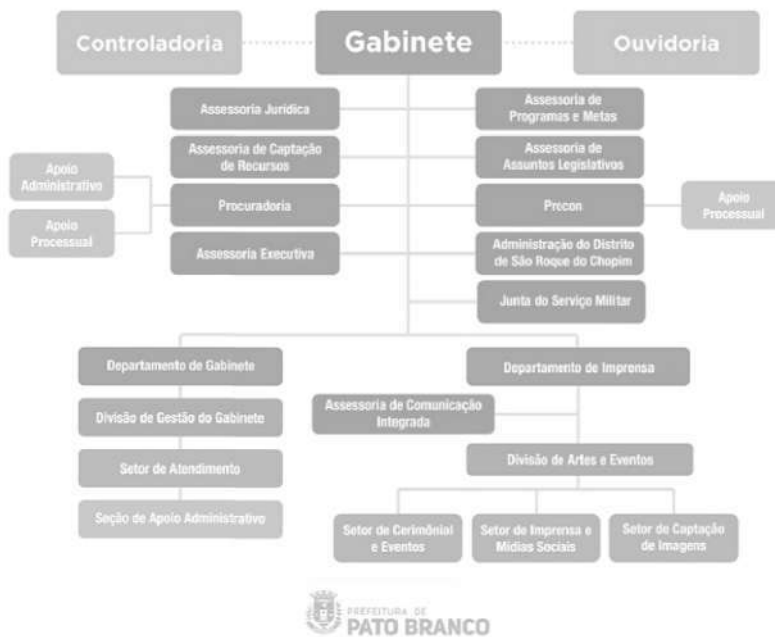 Controladoria
Gabinete
Ouvidoria
Assessoria Jurídica
Assessoria de
Programas e Metas
Assessoria de Captação
de Recursos
Assessoria de
Assuntos Legislativos
Apoio
Administrativo
Apoio
Processual
Procuradoria
Procon
Apoio
Processual
Assessoria Executiva
Administração do Distrito
de São Roque do Chopim
Junta do Serviço Militar
Departamento de Gabinete
Departamento de Imprensa
Divisão de Gestão do Gabinete
Assessoria de Comunicação
Integrada
Setor de Atendimento
Divisão de Artes e Eventos
Seção de Apoio Administrativo
Setor de Cerimônial
e Eventos
Setor de Imprensa e
Mídias Sociais
Setor de Captação
de Imagens
PREFEITURA DE
PATO BRANCO